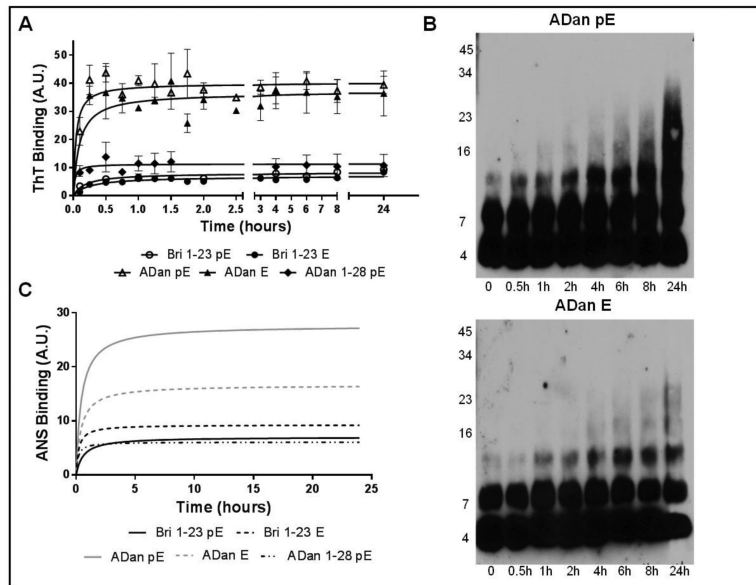 A
ThT Binding (A.U.)
50
40
30
20
10
0
0.0 0.5 1.0 1.5 2.0 2.5 3 4 5 6 7 8 24
Time (hours)
Bri 1-23 pE Bri 1-23 E
ADan pE ADan E ADan 1-28 pE
B
ADan pE
45
34
23
16
7
4
0 0.5h 1h 2h 4h 6h 8h 24h
ADan E
45
34
23
16
7
4
0 0.5h 1h 2h 4h 6h 8h 24h
C
ANS Binding (A.U.)
30
20
10
0
0 5 10 15 20 25
Time (hours)
Bri 1-23 pE Bri 1-23 E
ADan pE ADan E ADan 1-28 pE